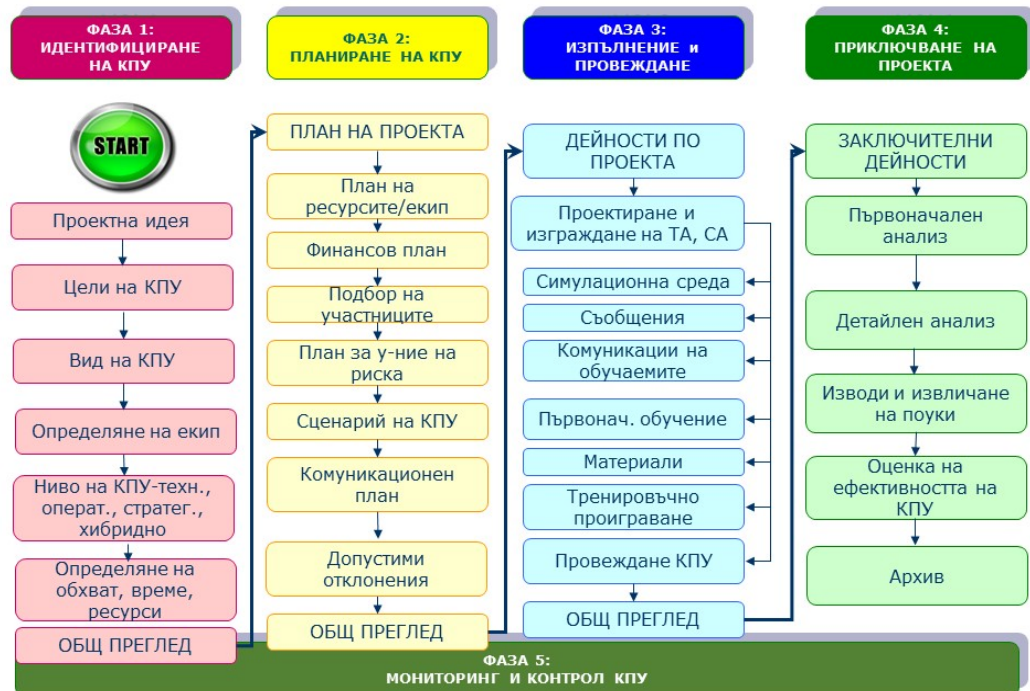 ФАЗА 1:
ИДЕНТИФИЦИРАНЕ
НА КПУ
START
Проектна идея
Цели на КПУ
Вид на КПУ
Определяне на екип
Ниво на КПУ-техн.,
операт., стратег.,
хибридно
Определяне на
обхват, време,
ресурси
ОБЩ ПРЕГЛЕД
ФАЗА 2:
ПЛАНИРАНЕ НА КПУ
ПЛАН НА ПРОЕКТА
План на
ресурсите/екип
Финансов план
Подбор на
участниците
План за у-ние на
риска
Сценарий на КПУ
Комуникационен
план
Допустими
отклонения
ОБЩ ПРЕГЛЕД
ФАЗА 3:
ИЗПЪЛНЕНИЕ и
ПРОВЕЖДАНЕ
ДЕЙНОСТИ ПО
ПРОЕКТА
Проектиране и
изграждане на ТА, СА
Симулационна среда
Съобщения
Комуникации на
обучаемите
Първонач. обучение
Материали
Тренировъчно
проиграване
Провеждане КПУ
ОБЩ ПРЕГЛЕД
ФАЗА 4:
ПРИКЛЮЧВАНЕ НА
ПРОЕКТА
ЗАКЛЮЧИТЕЛНИ
ДЕЙНОСТИ
Първоначален
анализ
Детайлен анализ
Изводи и извличане
на поуки
Оценка на
ефективността на
КПУ
Архив
ФАЗА 5:
МОНИТОРИНГ И КОНТРОЛ КПУ